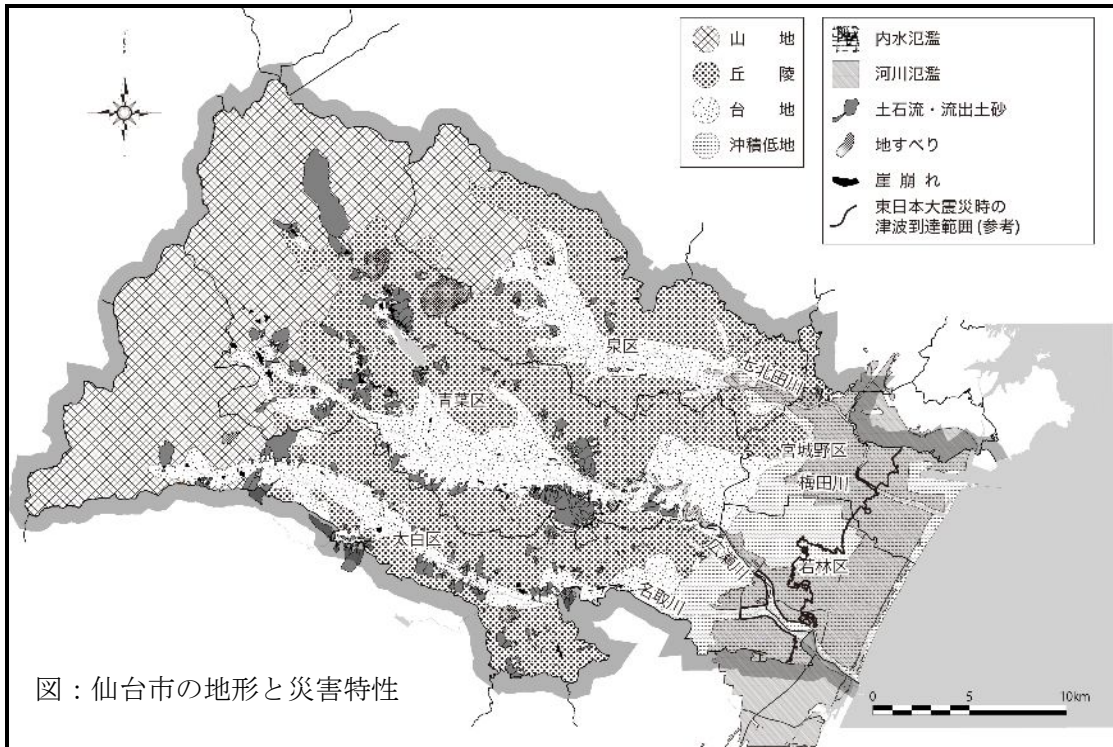 山 地
丘 陵
台 地
沖積低地
内水氾濫
河川氾濫
土石流・流出土砂
地すべり
崖 崩 れ
東日本大震災時の
津波到達範囲(参考)
泉区
七北田川
青葉区
宮城野区
梅田川
太白区
広瀬川
若林区
名取川
図：仙台市の地形と災害特性
0 5 10km